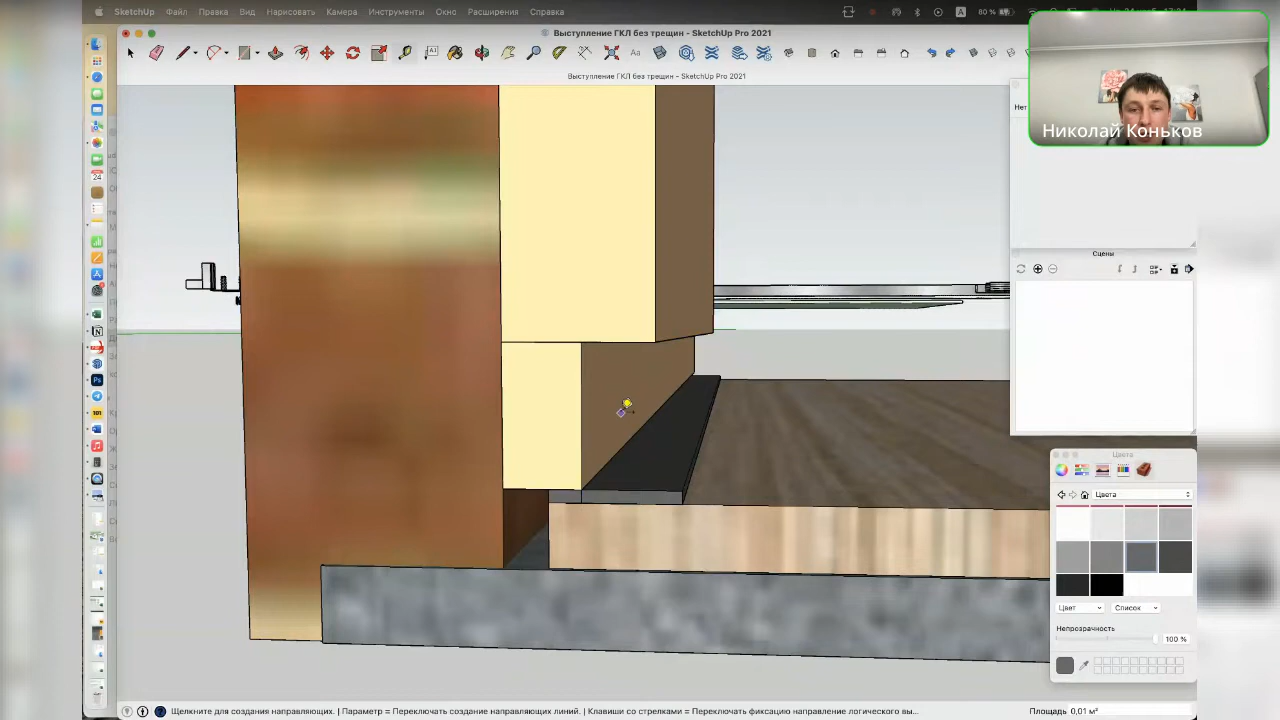 SketchUp Файл Правка Вид Нарисовать Камера Инструменты Окно Расширения Справка
80 %
Выступление ГКЛ без трещин - SketchUp Pro 2021
Выступление ГКЛ без трещин - SketchUp Pro 2021
Николай Коньков
Нет
Сцены
Цвета
Цвета
Цвет
Список
Непрозрачность
100 %
Щелкните для создания направляющих. | Параметр = Переключать создание направляющих линий. | Клавиши со стрелками = Переключать фиксацию направление логического вы...
Площадь 0,01 м²